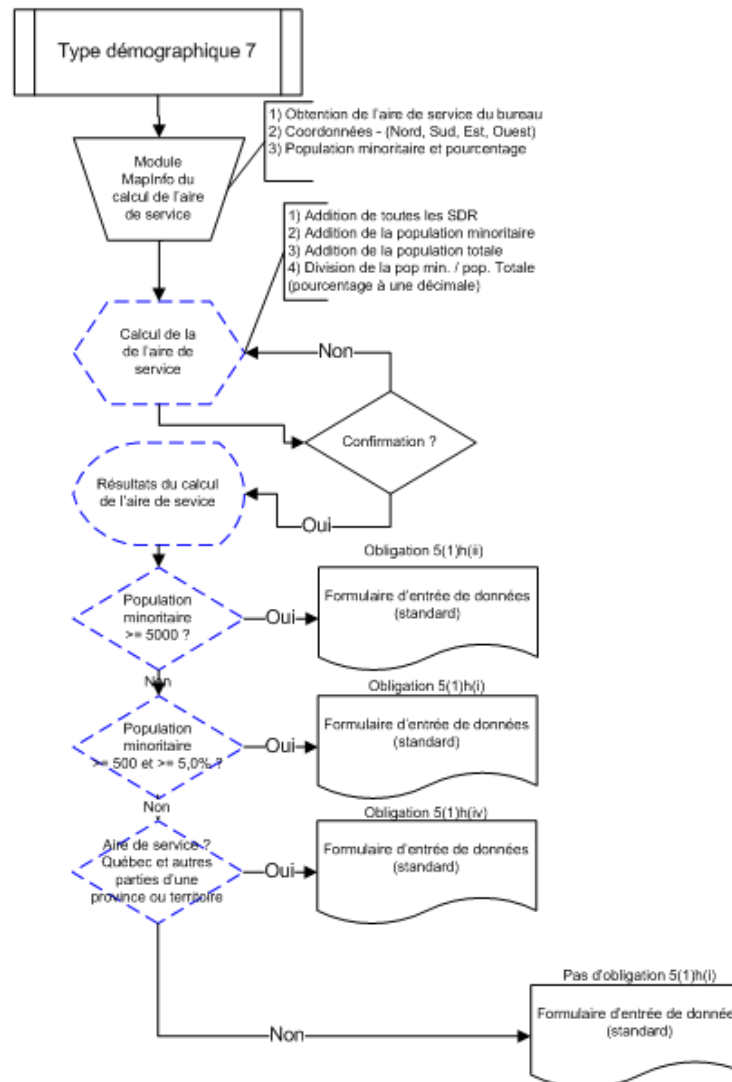 Type démographique 7
1) Obtention de l'aire de service du bureau
2) Coordonnées - (Nord, Sud, Est, Ouest)
3) Population minoritaire et pourcentage
Module
MapInfo du
calcul de l'aire
de service
1) Addition de toutes les SDR
2) Addition de la population minoritaire
3) Addition de la population totale
4) Division de la pop min. / pop. Totale
(pourcentage à une décimale)
Calcul de la
de l'aire de
service
Non
Confirmation ?
Résultats du calcul
de l'aire de sevice
Oui
Obligation 5(1)h(ii)
Population
minoritaire
>= 5000 ?
Oui
Formulaire d'entrée de données
(standard)
Non
Obligation 5(1)h(i)
Population
minoritaire
>= 500 et >= 5,0% ?
Oui
Formulaire d'entrée de données
(standard)
Non
Obligation 5(1)h(iv)
Aire de service ?
Québec et autres
parties d'une
province ou territoire
Oui
Formulaire d'entrée de données
(standard)
Non
Pas d'obligation 5(1)h(i)
Formulaire d'entrée de donnée
(standard)